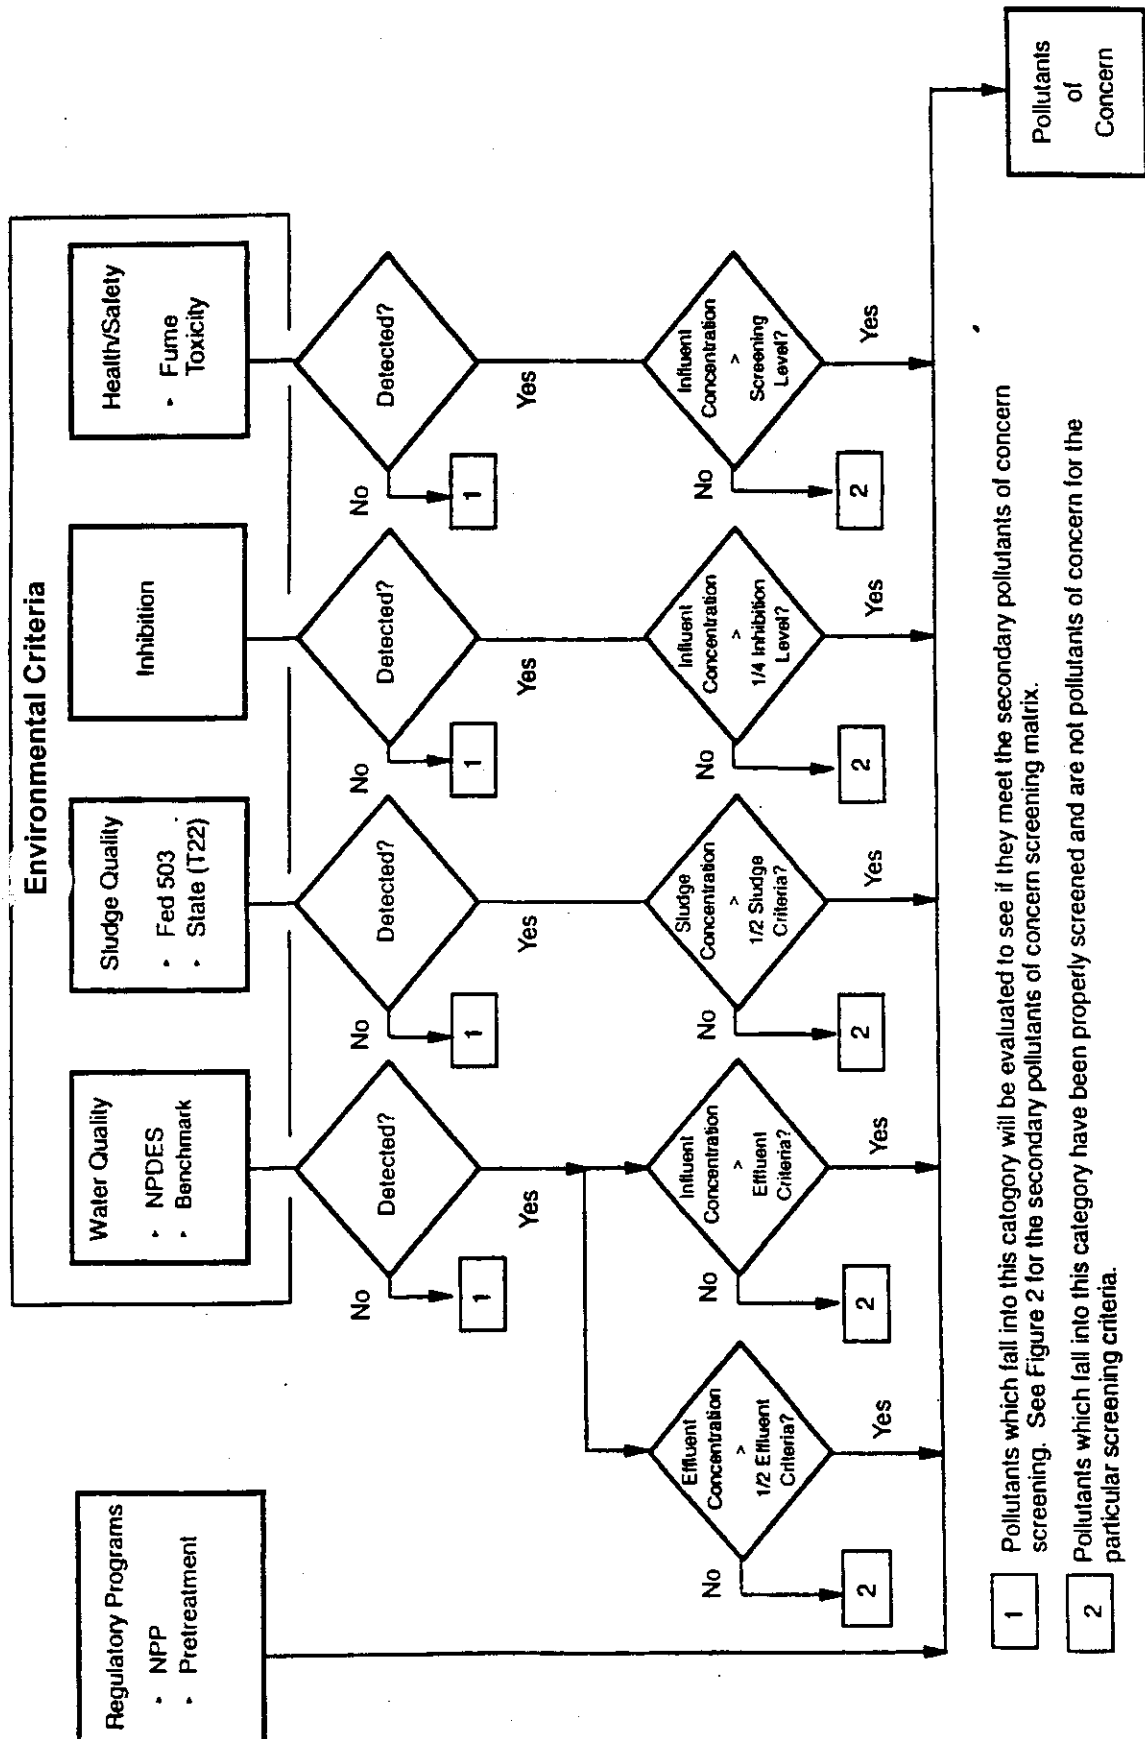 Environmental Criteria
Regulatory Programs
• NPP
• Pretreatment
Water Quality
• NPDES
• Benchmark
Sludge Quality
• Fed 503
• State (T22)
Inhibition
Health/Safety
• Fume
Toxicity
Detected?
Detected?
Detected?
Detected?
No
1
No
1
No
1
No
1
Yes
Yes
Yes
Yes
Effluent
Concentration
>
1/2 Effluent
Criteria?
Influent
Concentration
>
Effluent
Criteria?
Sludge
Concentration
>
1/2 Sludge
Criteria?
Influent
Concentration
>
1/4 Inhibition
Level?
Influent
Concentration
>
Screening
Level?
No
2
No
2
No
2
No
2
No
2
Yes
Yes
Yes
Yes
Yes
Pollutants
of
Concern
1 Pollutants which fall into this catogory will be evaluated to see if they meet the secondary pollutants of concern
screening. See Figure 2 for the secondary pollutants of concern screening matrix.
2 Pollutants which fall into this category have been properly screened and are not pollutants of concern for the
particular screening criteria.